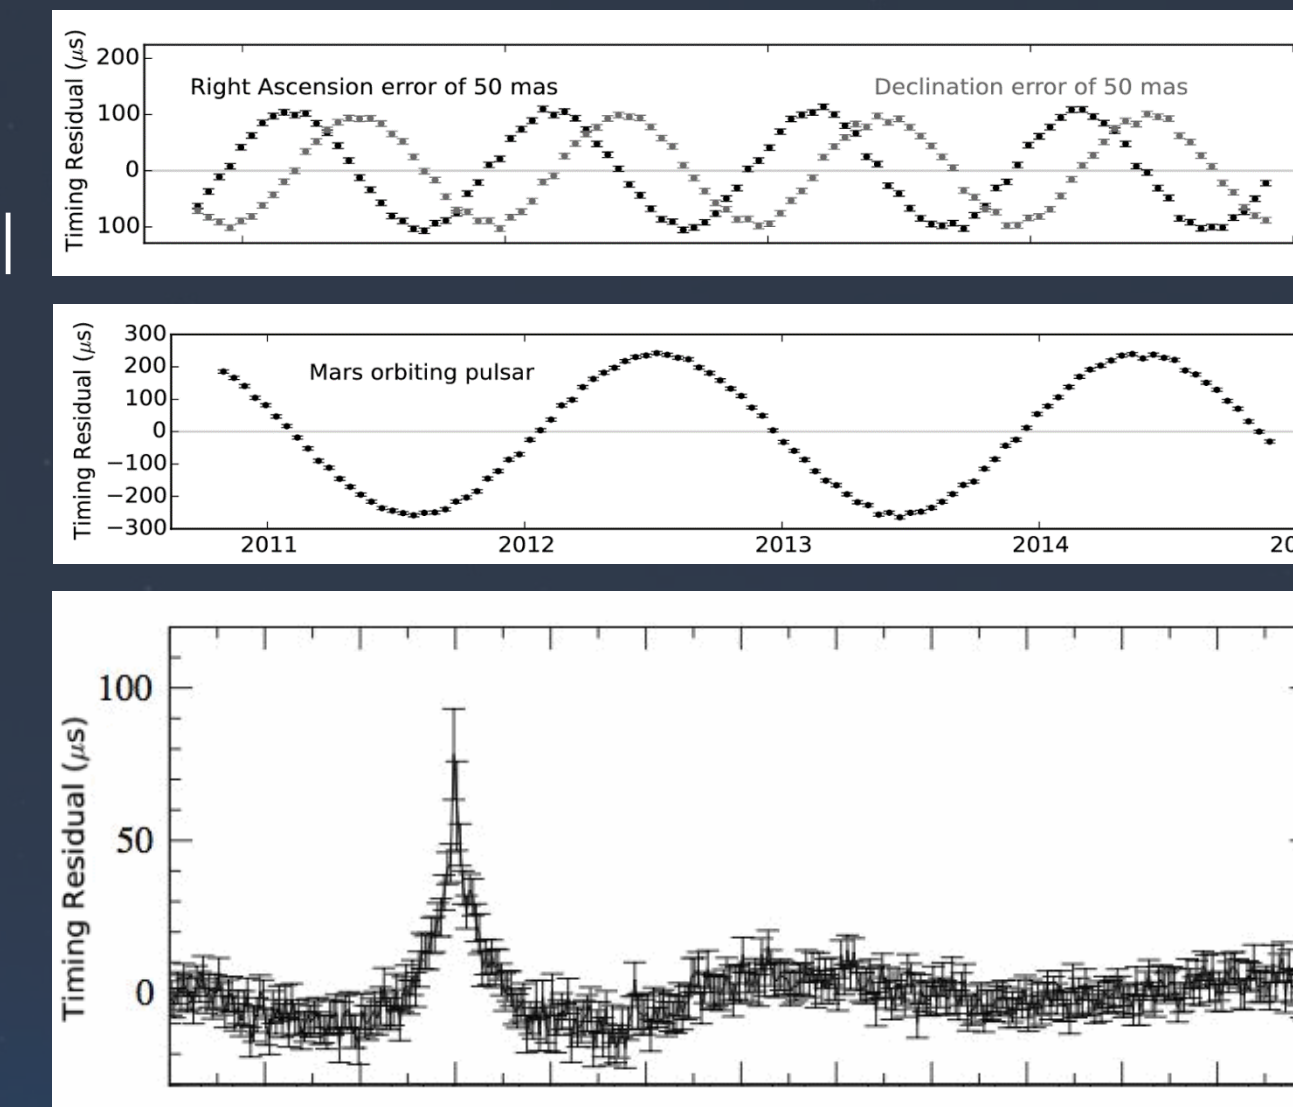 Timing Residual (μs)
200
100
0
100
Right Ascension error of 50 mas
Declination error of 50 mas
Timing Residual (μs)
300
200
100
0
−100
−200
−300
Mars orbiting pulsar
2011 2012 2013 2014 20
Timing Residual (μs)
100
50
0